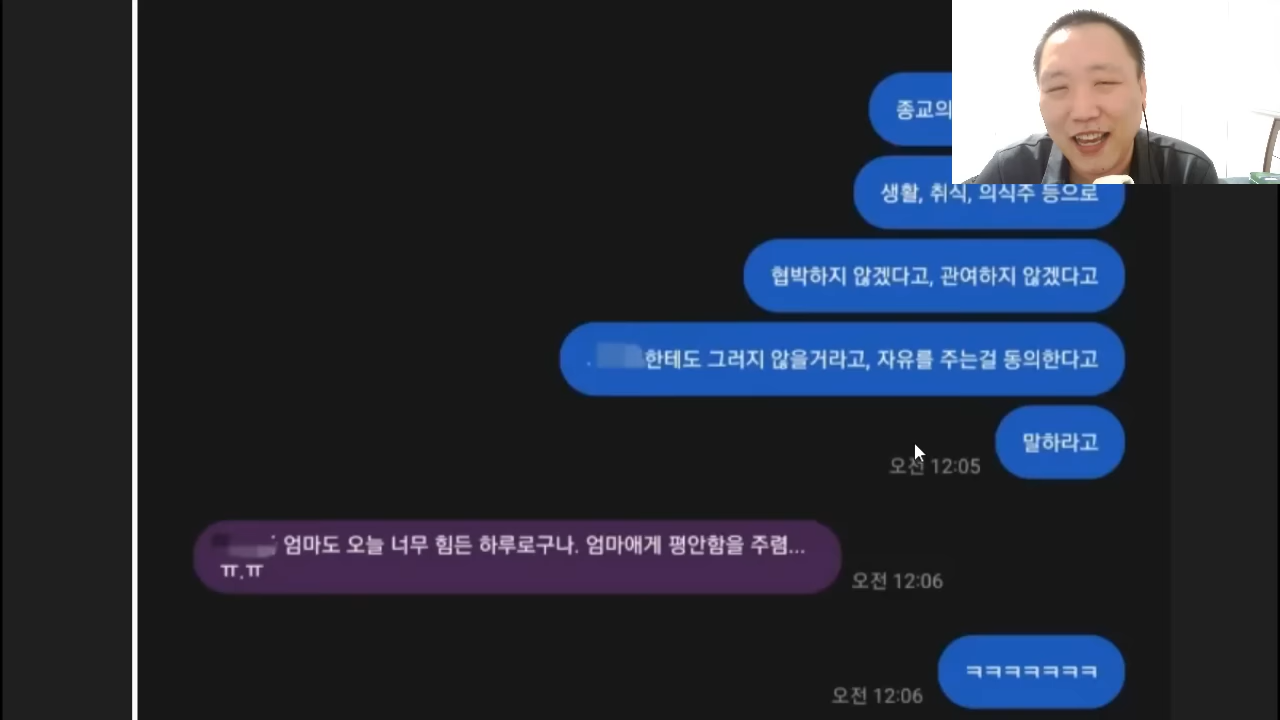 종교의
생활, 취식, 의식주 등으로
협박하지 않겠다고, 관여하지 않겠다고
한테도 그러지 않을거라고, 자유를 주는걸 동의한다고
말하라고
오전 12:05
엄마도 오늘 너무 힘든 하루로구나. 엄마애게 평안함을 주렴...
ㅠ.ㅠ
오전 12:06
ㅋㅋㅋㅋㅋㅋㅋ
오전 12:06